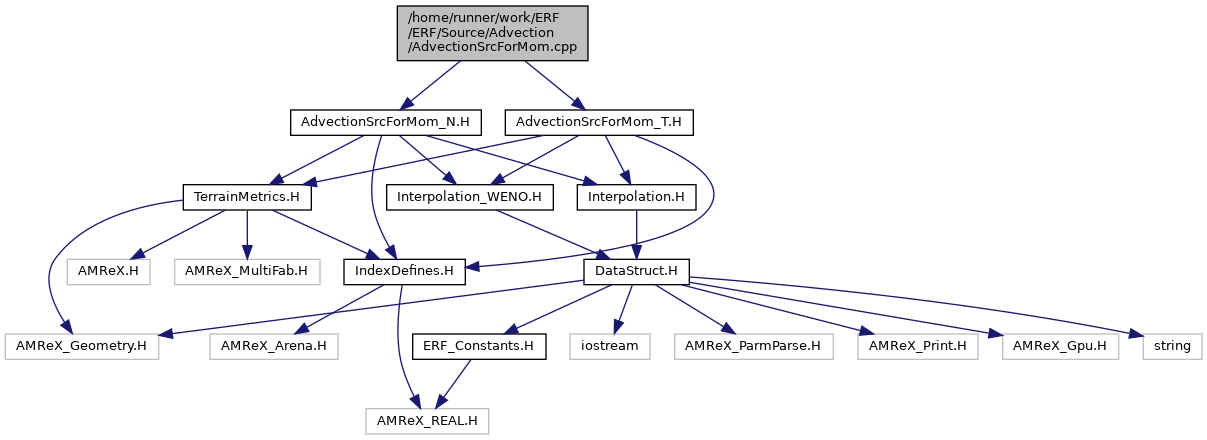 /home/runner/work/ERF
/ERF/Source/Advection
/AdvectionSrcForMom.cpp
AdvectionSrcForMom_N.H
AdvectionSrcForMom_T.H
TerrainMetrics.H
Interpolation_WENO.H
Interpolation.H
AMReX.H
AMReX_MultiFab.H
IndexDefines.H
DataStruct.H
AMReX_Geometry.H
AMReX_Arena.H
ERF_Constants.H
iostream
AMReX_ParmParse.H
AMReX_Print.H
AMReX_Gpu.H
string
AMReX_REAL.H